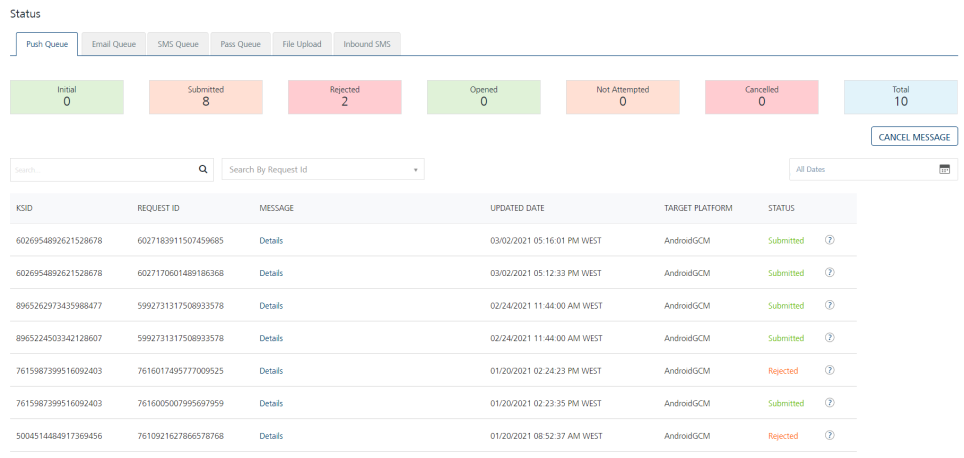 Status
Push Queue Email Queue SMS Queue Pass Queue File Upload Inbound SMS
Initial Submitted Rejected Opened Not Attempted Cancelled Total
0 8 2 0 0 0 10
CANCEL MESSAGE
Search... Search By Request Id All Dates
KSID REQUEST ID MESSAGE UPDATED DATE TARGET PLATFORM STATUS
6026954892621528678 6027183911507459685 Details 03/02/2021 05:16:01 PM WEST AndroidGCM Submitted ?
6026954892621528678 6027170601489186368 Details 03/02/2021 05:12:33 PM WEST AndroidGCM Submitted ?
8965262973435988477 5992731317508933578 Details 02/24/2021 11:44:00 AM WEST AndroidGCM Submitted ?
8965224503342128607 5992731317508933578 Details 02/24/2021 11:44:00 AM WEST AndroidGCM Submitted ?
7615987399516092403 7616017495777009525 Details 01/20/2021 02:24:23 PM WEST AndroidGCM Rejected ?
7615987399516092403 7616005007995697959 Details 01/20/2021 02:23:35 PM WEST AndroidGCM Submitted ?
5004514484917369456 7610921627866578768 Details 01/20/2021 08:52:37 AM WEST AndroidGCM Rejected ?